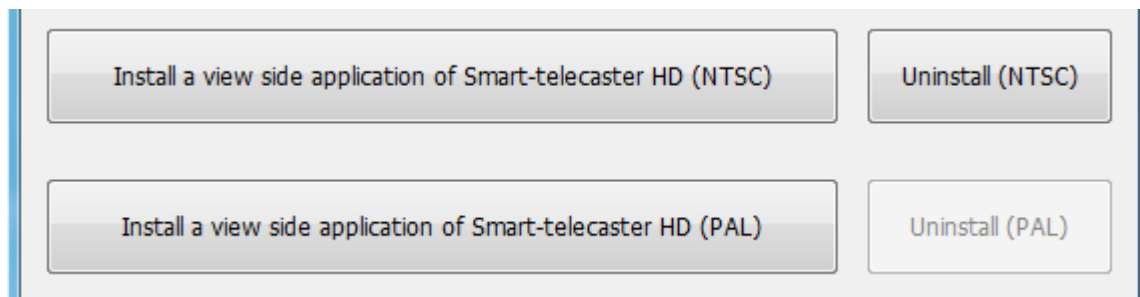 Install a view side application of Smart-telecaster HD (NTSC)
Uninstall (NTSC)
Install a view side application of Smart-telecaster HD (PAL)
Uninstall (PAL)